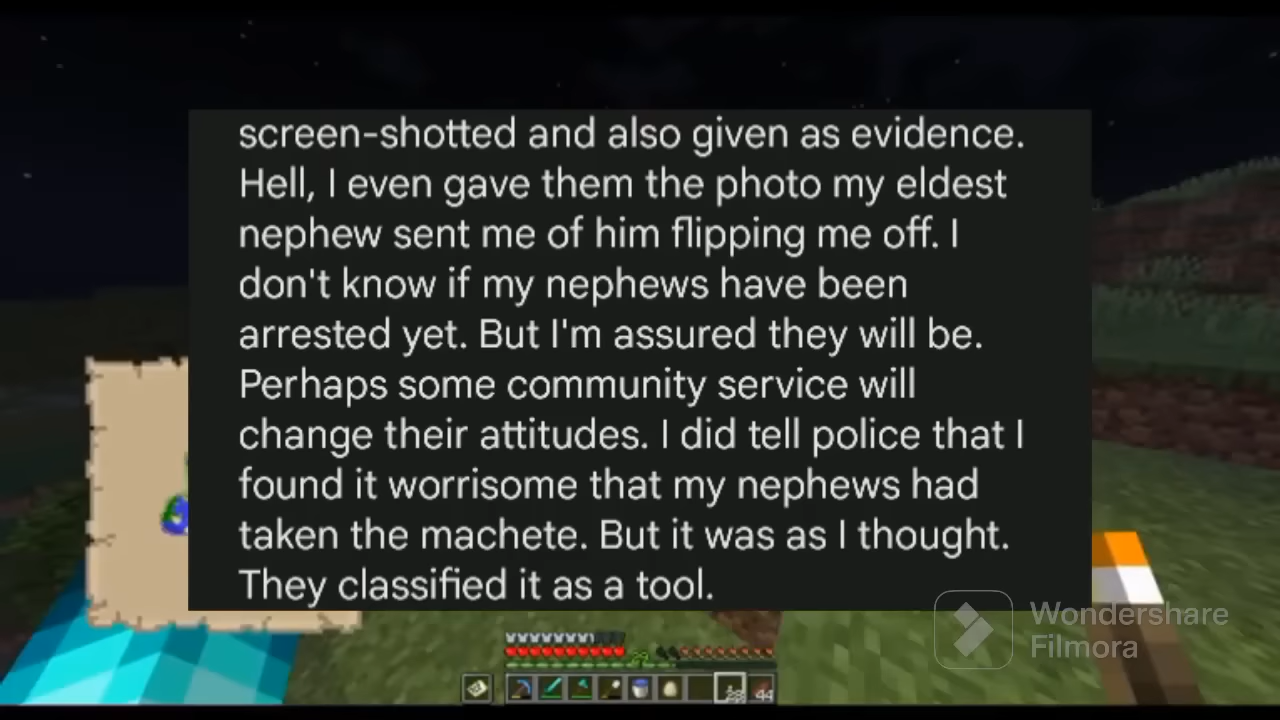 screen-shotted and also given as evidence.
Hell, I even gave them the photo my eldest
nephew sent me of him flipping me off. I
don't know if my nephews have been
arrested yet. But I'm assured they will be.
Perhaps some community service will
change their attitudes. I did tell police that I
found it worrisome that my nephews had
taken the machete. But it was as I thought.
They classified it as a tool.
Wondershare
Filmora
29
28
44